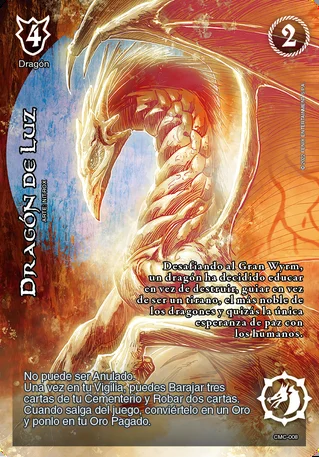 4
2
Dragón
Dragón de Luz
Desafiando al Gran Wyrm,
un dragón ha decidido educar
en vez de destruir, guiar en vez
de ser un tirano, el más noble de
los dragones y quizás la única
esperanza de paz con
los humanos.
No puede ser Anulado.
Una vez en tu Vigilia, puedes Barajar tres
cartas de tu Cementerio y Robar dos cartas.
Cuando salga del juego, conviértelo en un Oro
y ponlo en tu Oro Pagado.
CMC-008